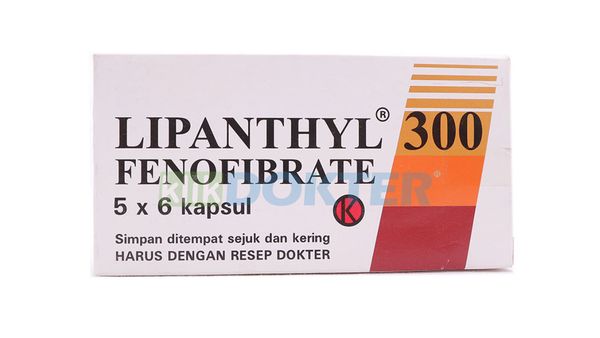 LIPANTHYL® 300
FENOFIBRATE
KLIKDOKTER®
5 x 6 kapsul
K
Simpan ditempat sejuk dan kering
HARUS DENGAN RESEP DOKTER